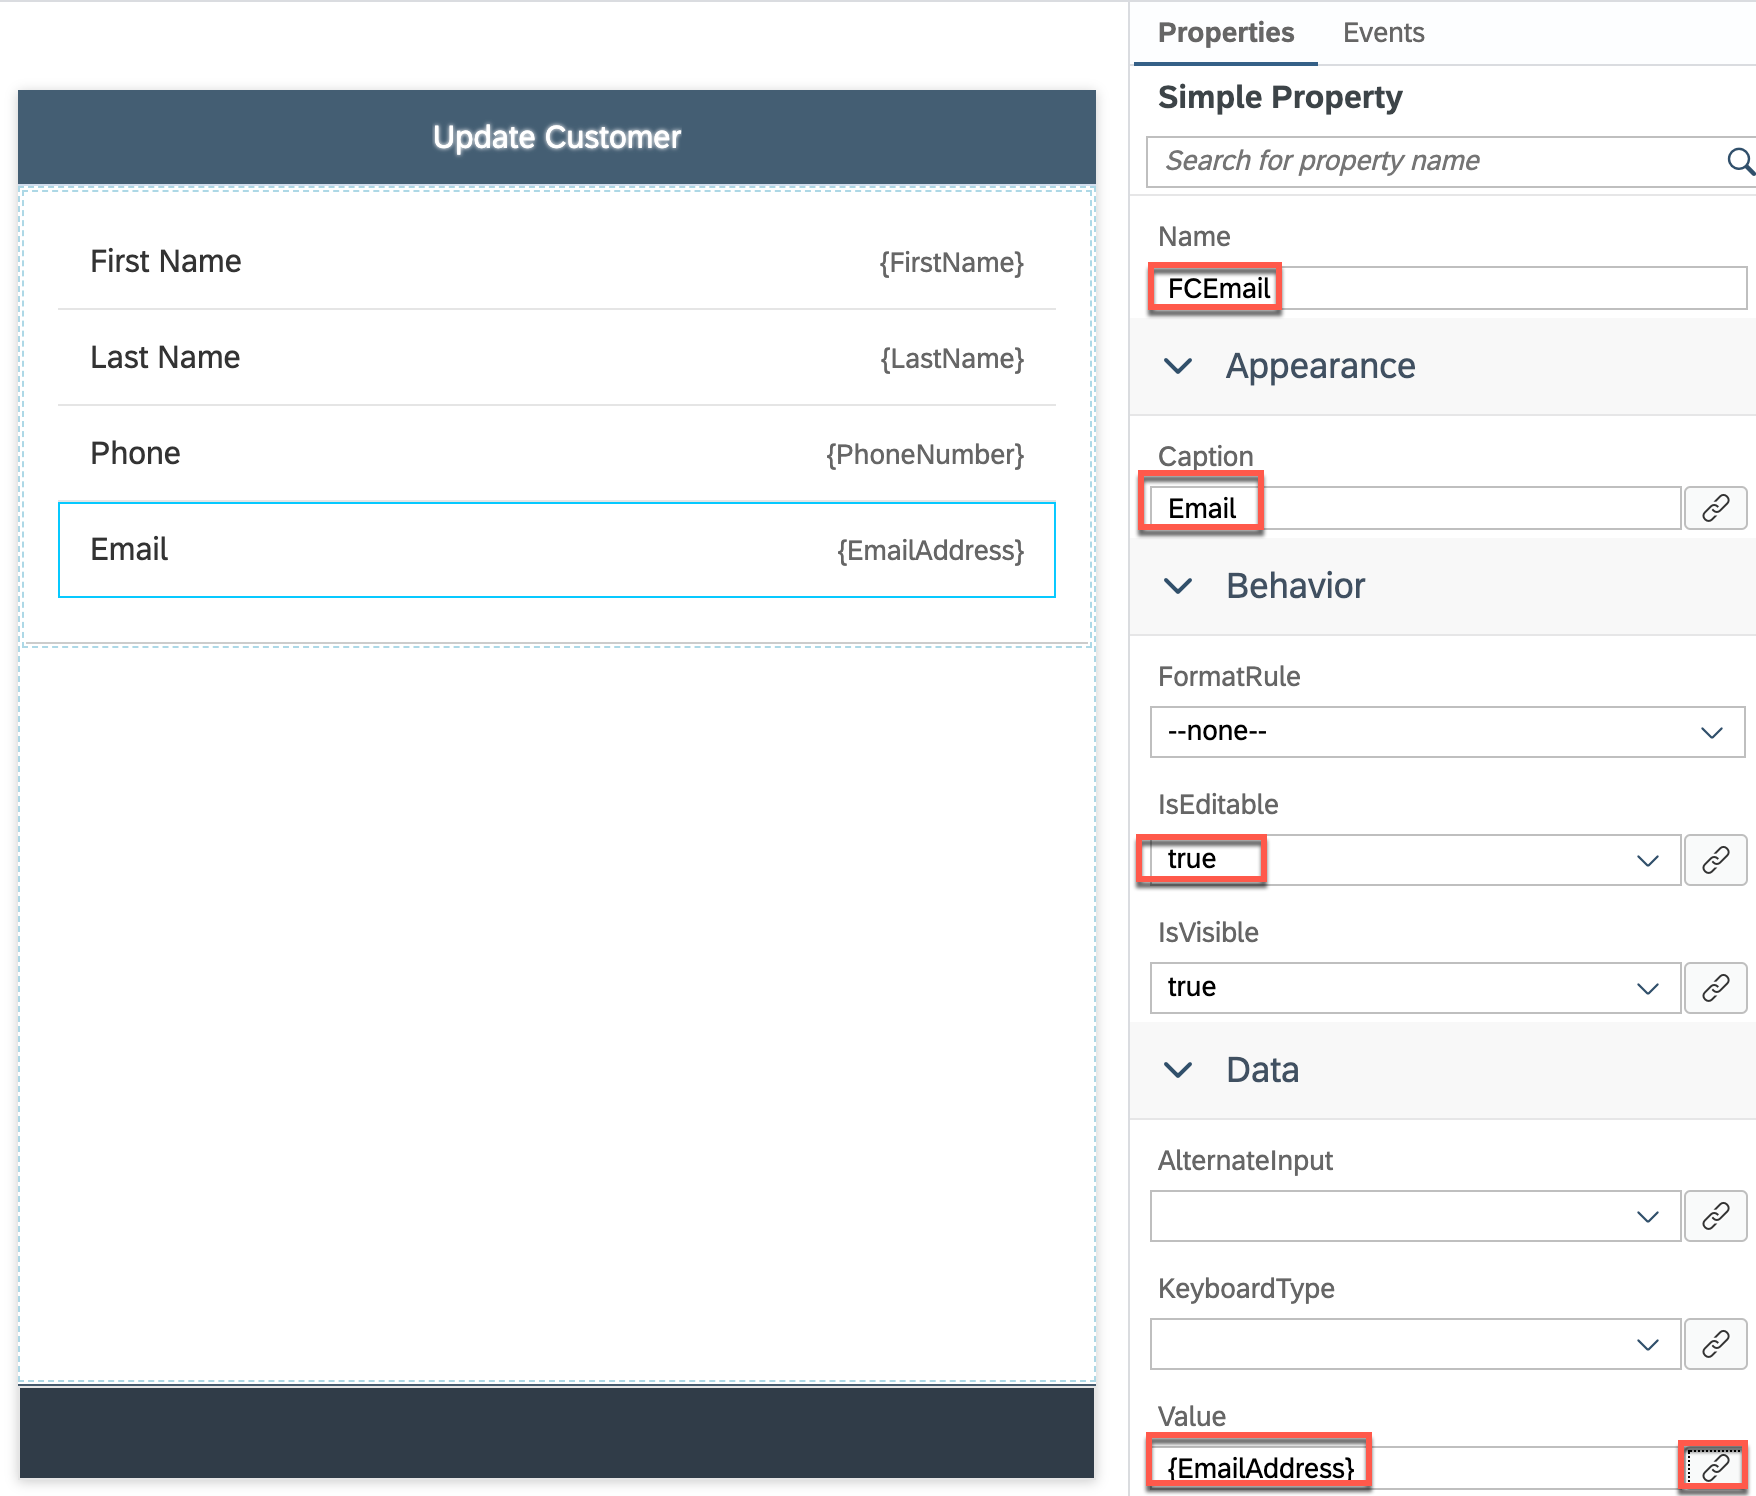 Update Customer
First Name {FirstName}
Last Name {LastName}
Phone {PhoneNumber}
Email {EmailAddress}
Properties Events
Simple Property
Search for property name
Name
FCEmail
Appearance
Caption
Email
Behavior
FormatRule
--none--
IsEditable
true
IsVisible
true
Data
AlternateInput
KeyboardType
Value
{EmailAddress}